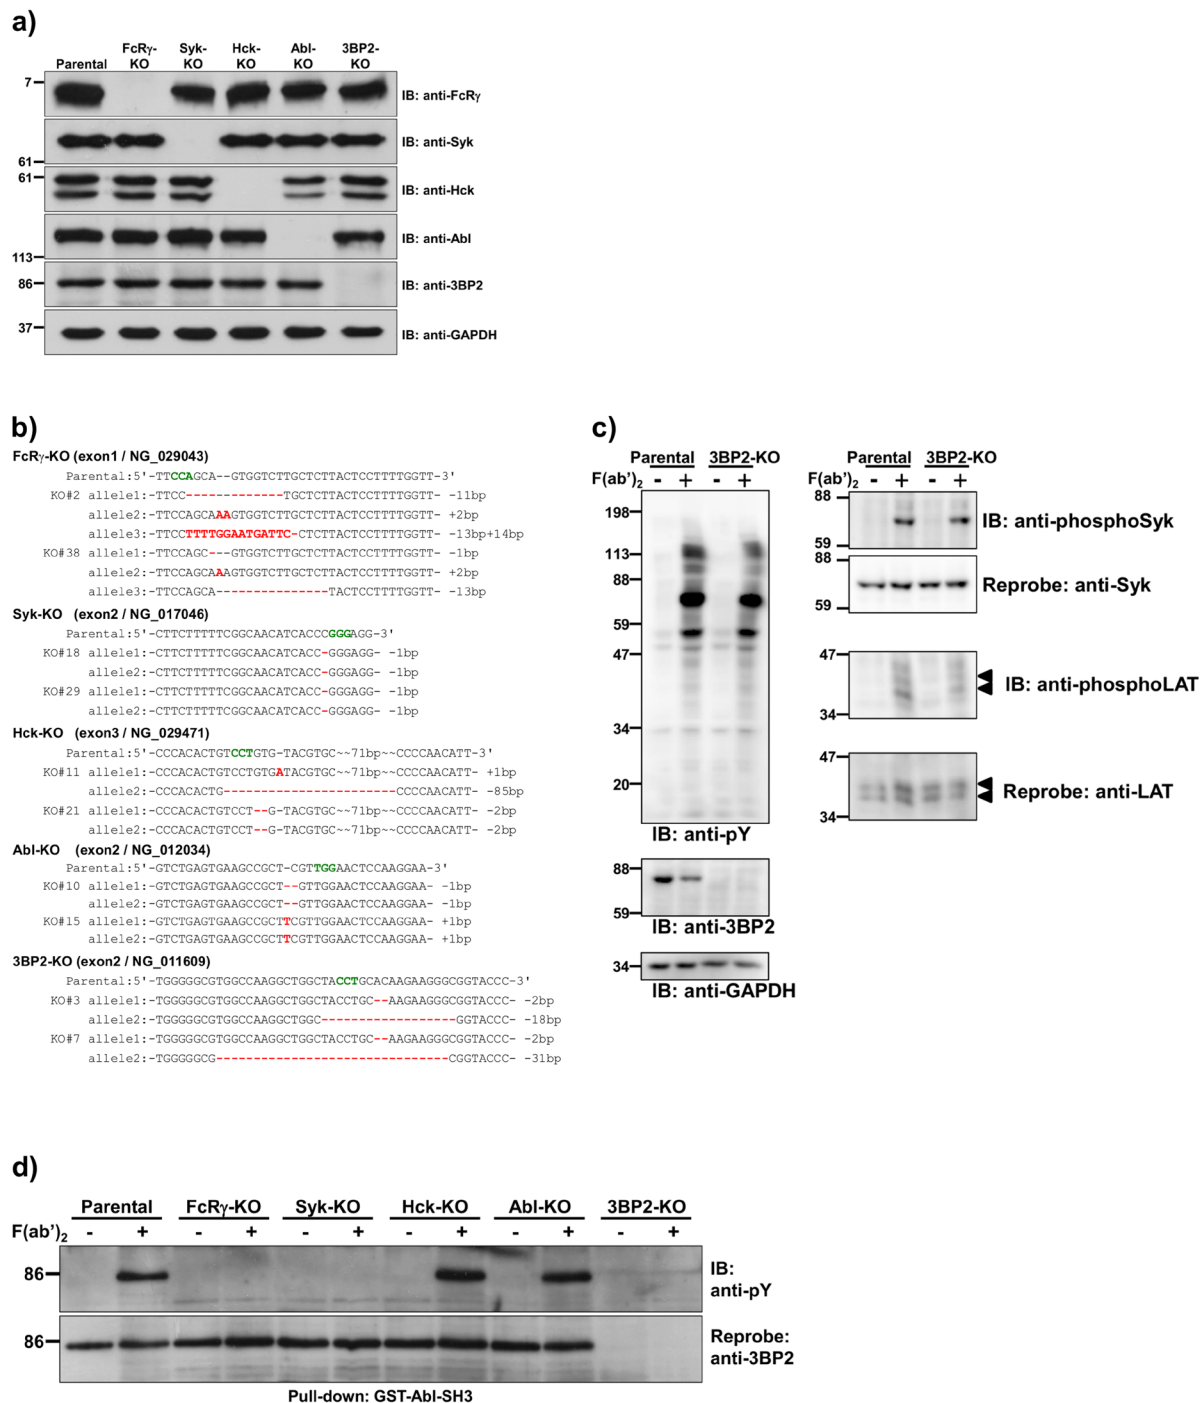 a)
Parental FcRγ-KO Syk-KO Hck-KO Abl-KO 3BP2-KO
7 IB: anti-FcRγ
IB: anti-Syk
61
61 IB: anti-Hck
IB: anti-Abl
113
86 IB: anti-3BP2
37 IB: anti-GAPDH
b)
FcRγ-KO (exon1 / NG_029043)
Parental:5'-TTCCCAGCA--GTGGTCTTGCTCTTACTCCTTTTGGTT-3'
KO#2 allele1:-TTCC-------------TGCTCTTACTCCTTTTGGTT- -11bp
allele2:-TTCCCAGCAAAGTGGTCTTGCTCTTACTCCTTTTGGTT- +2bp
allele3:-TTCCTTTTGGAATGATTC-CTCTTACTCCTTTTGGTT- -13bp+14bp
KO#38 allele1:-TTCCCAGC---GTGGTCTTGCTCTTACTCCTTTTGGTT- -1bp
allele2:-TTCCCAGCAAAGTGGTCTTGCTCTTACTCCTTTTGGTT- +2bp
allele3:-TTCCCAGCA---------------TACTCCTTTTGGTT- -13bp
Syk-KO (exon2 / NG_017046)
Parental:5'-CTTCTTTTTCGGCAACATCACCCGGGAGG-3'
KO#18 allele1:-CTTCTTTTTCGGCAACATCACC-GGGAGG- -1bp
allele2:-CTTCTTTTTCGGCAACATCACC-GGGAGG- -1bp
KO#29 allele1:-CTTCTTTTTCGGCAACATCACC-GGGAGG- -1bp
allele2:-CTTCTTTTTCGGCAACATCACC-GGGAGG- -1bp
Hck-KO (exon3 / NG_029471)
Parental:5'-CCCACACTGTCCTGTG-TACGTGC~~71bp~~CCCCAACATT-3'
KO#11 allele1:-CCCACACTGTCCTGTGATACGTGC~~71bp~~CCCCAACATT- +1bp
allele2:-CCCACACTG-----------------------CCCCAACATT- -85bp
KO#21 allele1:-CCCACACTGTCCT--G-TACGTGC~~71bp~~CCCCAACATT- -2bp
allele2:-CCCACACTGTCCT--G-TACGTGC~~71bp~~CCCCAACATT- -2bp
Abl-KO (exon2 / NG_012034)
Parental:5'-GTCTGAGTGAAGCCGCT-CGTTGGAACTCCAAGGAA-3'
KO#10 allele1:-GTCTGAGTGAAGCCGCT--GTTGGAACTCCAAGGAA- -1bp
allele2:-GTCTGAGTGAAGCCGCT--GTTGGAACTCCAAGGAA- -1bp
KO#15 allele1:-GTCTGAGTGAAGCCGCTTCGTTGGAACTCCAAGGAA- +1bp
allele2:-GTCTGAGTGAAGCCGCTTCGTTGGAACTCCAAGGAA- +1bp
3BP2-KO (exon2 / NG_011609)
Parental:5'-TGGGGGCGTGGCCAAGGCTGGCTACCTGCACAAGAAGGGCGGTACCC-3'
KO#3 allele1:-TGGGGGCGTGGCCAAGGCTGGCTACCTGC--AAGAAGGGCGGTACCC- -2bp
allele2:-TGGGGGCGTGGCCAAGGCTGGC------------------GGTACCC- -18bp
KO#7 allele1:-TGGGGGCGTGGCCAAGGCTGGCTACCTGC--AAGAAGGGCGGTACCC- -2bp
allele2:-TGGGGGCG-------------------------------CGGTACCC- -31bp
c)
Parental 3BP2-KO
F(ab')2 - + - +
198
113
88
59
47
34
20
IB: anti-pY
88
59
IB: anti-3BP2
34
IB: anti-GAPDH
Parental 3BP2-KO
F(ab')2 - + - +
88
IB: anti-phosphoSyk
59
88
Reprobe: anti-Syk
59
47
IB: anti-phosphoLAT
34
47
Reprobe: anti-LAT
34
d)
Parental FcRγ-KO Syk-KO Hck-KO Abl-KO 3BP2-KO
F(ab')2 - + - + - + - + - + - +
86 IB: anti-pY
86 Reprobe: anti-3BP2
Pull-down: GST-Abl-SH3